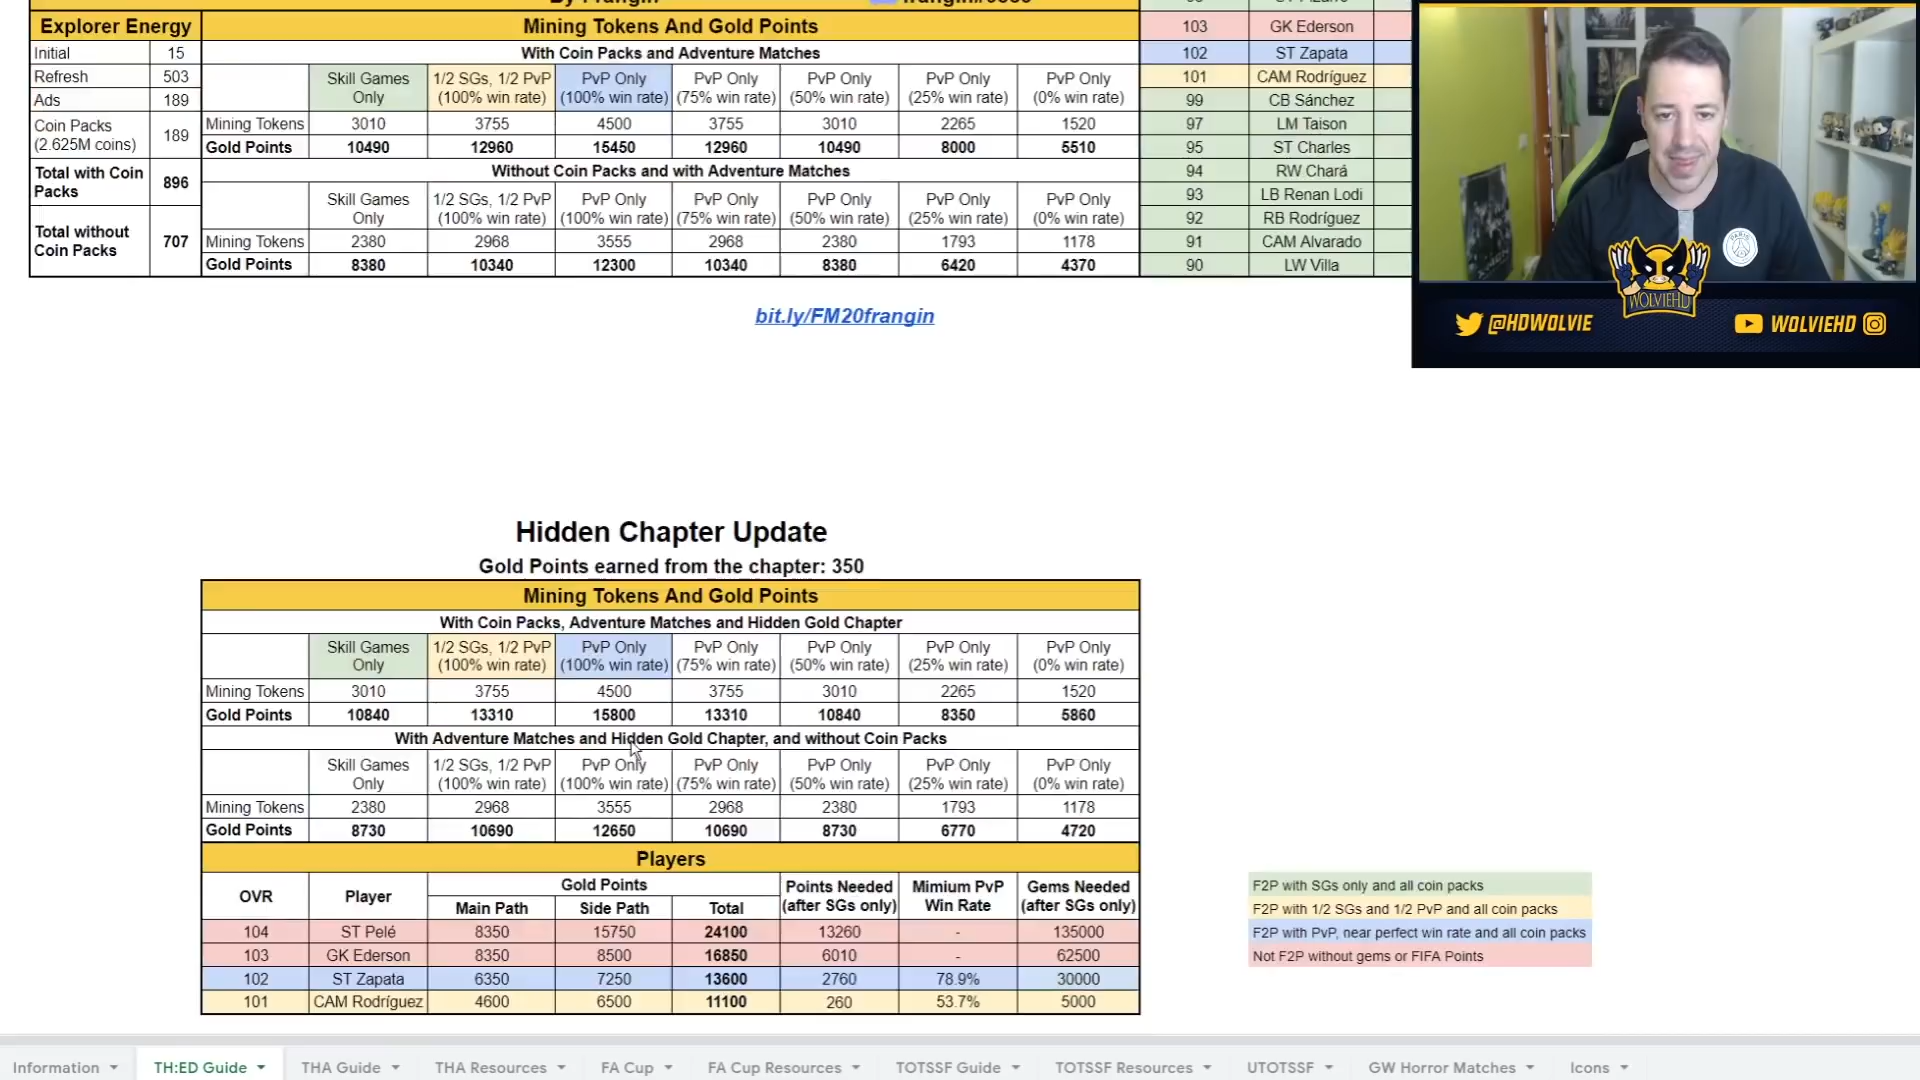 Explorer Energy
Mining Tokens And Gold Points
103 GK Ederson
Initial 15
With Coin Packs and Adventure Matches
102 ST Zapata
Refresh 503
Skill Games Only 1/2 SGs, 1/2 PvP (100% win rate) PvP Only (100% win rate) PvP Only (75% win rate) PvP Only (50% win rate) PvP Only (25% win rate) PvP Only (0% win rate)
101 CAM Rodríguez
Ads 189
99 CB Sánchez
Coin Packs (2.625M coins) 189
Mining Tokens 3010 3755 4500 3755 3010 2265 1520
97 LM Taison
Gold Points 10490 12960 15450 12960 10490 8000 5510
95 ST Charles
Total with Coin Packs 896
Without Coin Packs and with Adventure Matches
94 RW Chará
Skill Games Only 1/2 SGs, 1/2 PvP (100% win rate) PvP Only (100% win rate) PvP Only (75% win rate) PvP Only (50% win rate) PvP Only (25% win rate) PvP Only (0% win rate)
93 LB Renan Lodi
Total without Coin Packs 707
92 RB Rodríguez
Mining Tokens 2380 2968 3555 2968 2380 1793 1178
91 CAM Alvarado
Gold Points 8380 10340 12300 10340 8380 6420 4370
90 LW Villa
WOLVIEHD
@HDWOLVIE WOLVIEHD
bit.ly/FM20frangin
Hidden Chapter Update
Gold Points earned from the chapter: 350
Mining Tokens And Gold Points
With Coin Packs, Adventure Matches and Hidden Gold Chapter
Skill Games Only 1/2 SGs, 1/2 PvP (100% win rate) PvP Only (100% win rate) PvP Only (75% win rate) PvP Only (50% win rate) PvP Only (25% win rate) PvP Only (0% win rate)
Mining Tokens 3010 3755 4500 3755 3010 2265 1520
Gold Points 10840 13310 15800 13310 10840 8350 5860
With Adventure Matches and Hidden Gold Chapter, and without Coin Packs
Skill Games Only 1/2 SGs, 1/2 PvP (100% win rate) PvP Only (100% win rate) PvP Only (75% win rate) PvP Only (50% win rate) PvP Only (25% win rate) PvP Only (0% win rate)
Mining Tokens 2380 2968 3555 2968 2380 1793 1178
Gold Points 8730 10690 12650 10690 8730 6770 4720
Players
OVR Player Gold Points Main Path Side Path Total Points Needed (after SGs only) Mimium PvP Win Rate Gems Needed (after SGs only)
104 ST Pelé 8350 15750 24100 13260 - 135000
103 GK Ederson 8350 8500 16850 6010 - 62500
102 ST Zapata 6350 7250 13600 2760 78.9% 30000
101 CAM Rodríguez 4600 6500 11100 260 53.7% 5000
F2P with SGs only and all coin packs
F2P with 1/2 SGs and 1/2 PvP and all coin packs
F2P with PvP, near perfect win rate and all coin packs
Not F2P without gems or FIFA Points
Information TH:ED Guide THA Guide THA Resources FA Cup FA Cup Resources TOTSSF Guide TOTSSF Resources UTOTSSF GW Horror Matches Icons